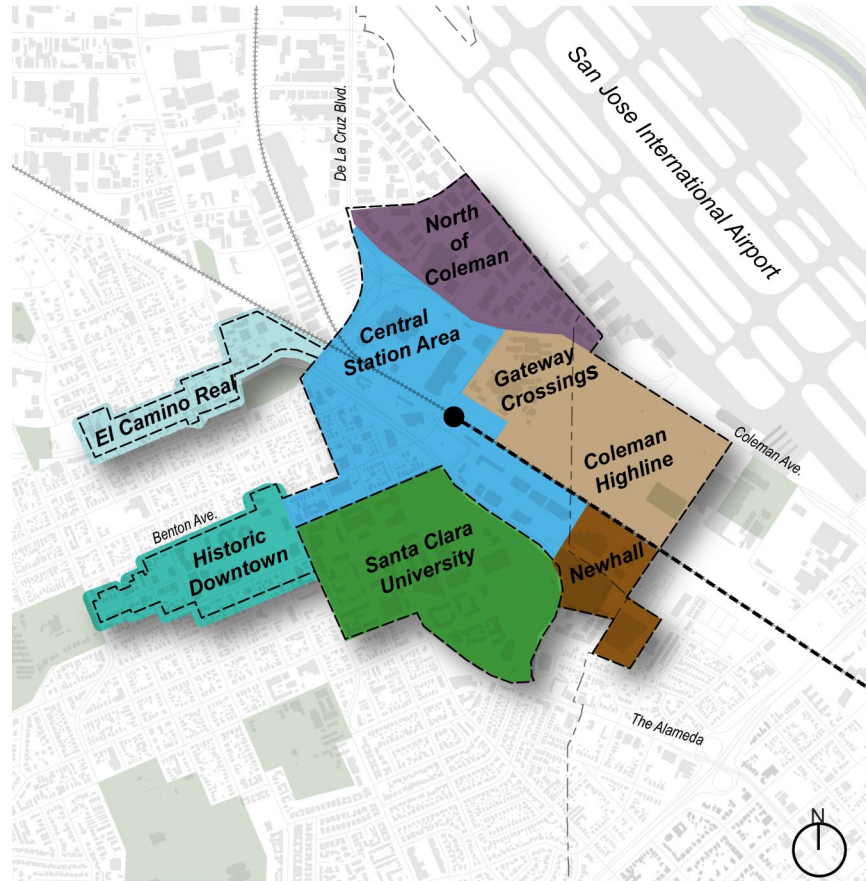 San Jose International Airport
De La Cruz Blvd.
North
of
Coleman
Central
Station Area
Gateway
Crossings
El Camino Real
Coleman
Highline
Coleman Ave.
Benton Ave.
Historic
Downtown
Santa Clara
University
Newhall
The Alameda
N